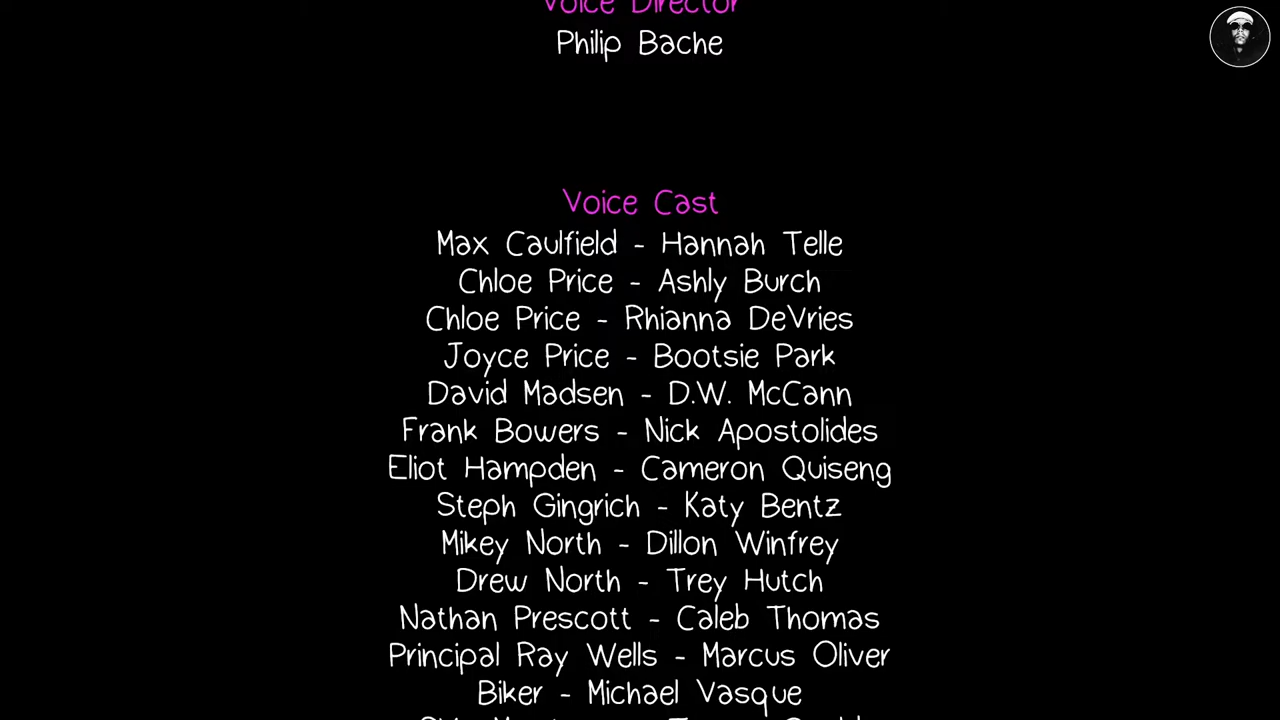 Voice Director
Philip Bache
Voice Cast
Max Caulfield - Hannah Telle
Chloe Price - Ashly Burch
Chloe Price - Rhianna DeVries
Joyce Price - Bootsie Park
David Madsen - D.W. McCann
Frank Bowers - Nick Apostolides
Eliot Hampden - Cameron Quiseng
Steph Gingrich - Katy Bentz
Mikey North - Dillon Winfrey
Drew North - Trey Hutch
Nathan Prescott - Caleb Thomas
Principal Ray Wells - Marcus Oliver
Biker - Michael Vasque